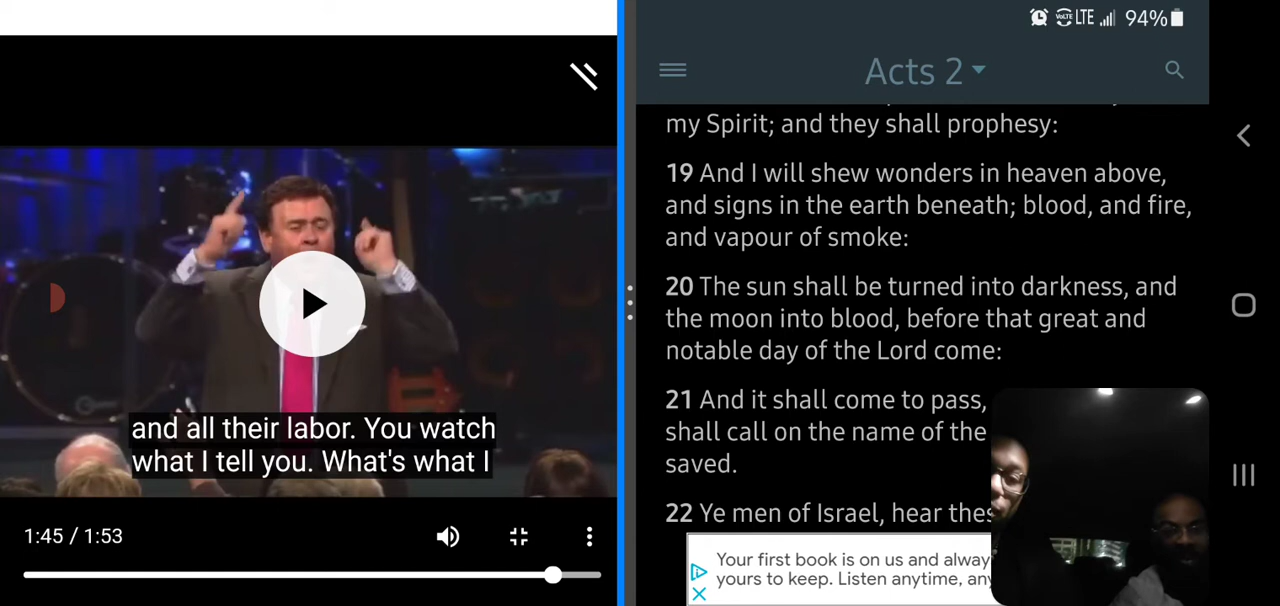 and all their labor. You watch
what I tell you. What's what I
1:45 / 1:53
VoLTE LTE 94%
Acts 2
my Spirit; and they shall prophesy:
19 And I will shew wonders in heaven above,
and signs in the earth beneath; blood, and fire,
and vapour of smoke:
20 The sun shall be turned into darkness, and
the moon into blood, before that great and
notable day of the Lord come:
21 And it shall come to pass,
shall call on the name of the
saved.
22 Ye men of Israel, hear
Your first book is on us and
yours to keep. Listen anytime,